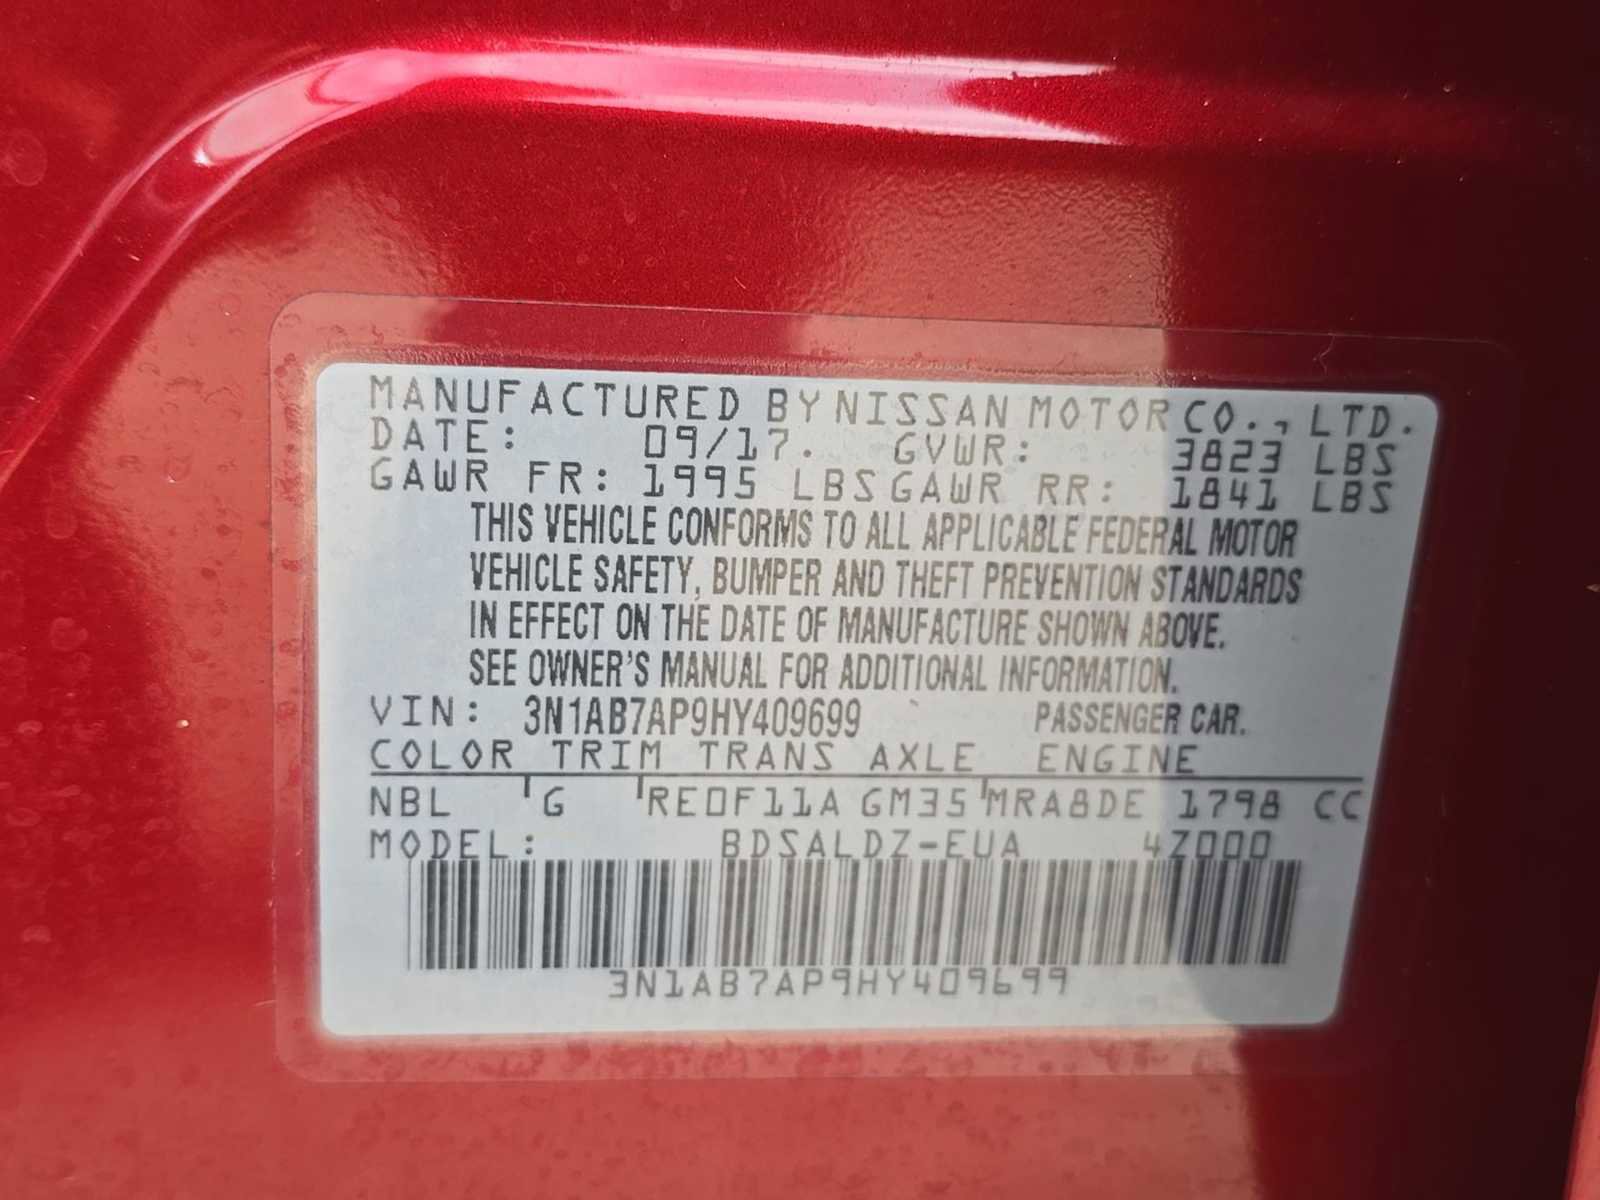 MANUFACTURED BY NISSAN MOTOR CO., LTD.
DATE: 09/17. GVWR: 3823 LBS
GAWR FR: 1995 LBS GAWR RR: 1841 LBS
THIS VEHICLE CONFORMS TO ALL APPLICABLE FEDERAL MOTOR
VEHICLE SAFETY, BUMPER AND THEFT PREVENTION STANDARDS
IN EFFECT ON THE DATE OF MANUFACTURE SHOWN ABOVE.
SEE OWNER'S MANUAL FOR ADDITIONAL INFORMATION.
VIN: 3N1AB7AP9HY409699 PASSENGER CAR.
COLOR TRIM TRANS AXLE ENGINE
NBL G RE0F11A GM35 MRA8DE 1798 CC
MODEL: BDSALDZ-EUA 4Z000
3N1AB7AP9HY409699